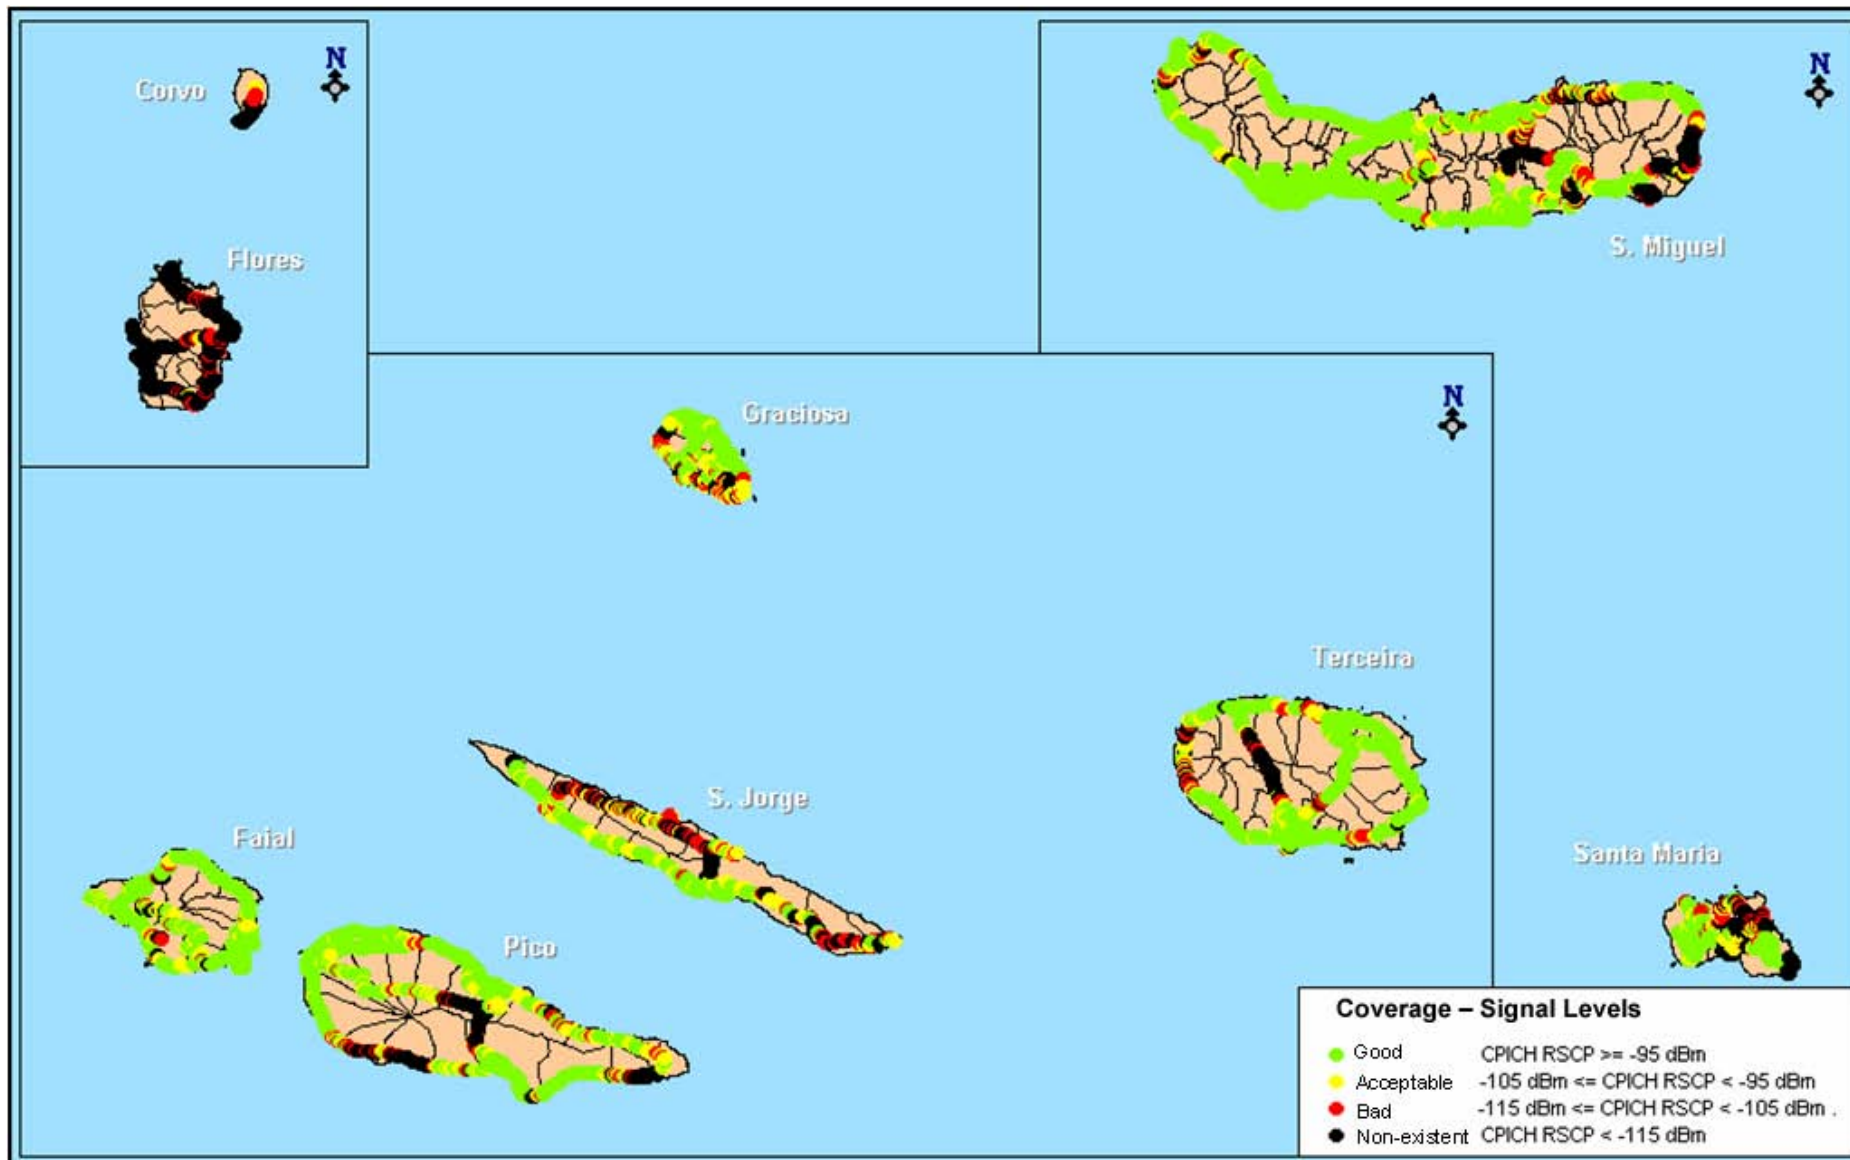 N
Corvo
Flores
N
S. Miguel
Graciosa
N
Terceira
S. Jorge
Faial
Pico
Santa Maria
Coverage – Signal Levels
Good CPICH RSCP >= -95 dBm
Acceptable -105 dBm <= CPICH RSCP < -95 dBm
Bad -115 dBm <= CPICH RSCP < -105 dBm .
Non-existent CPICH RSCP < -115 dBm